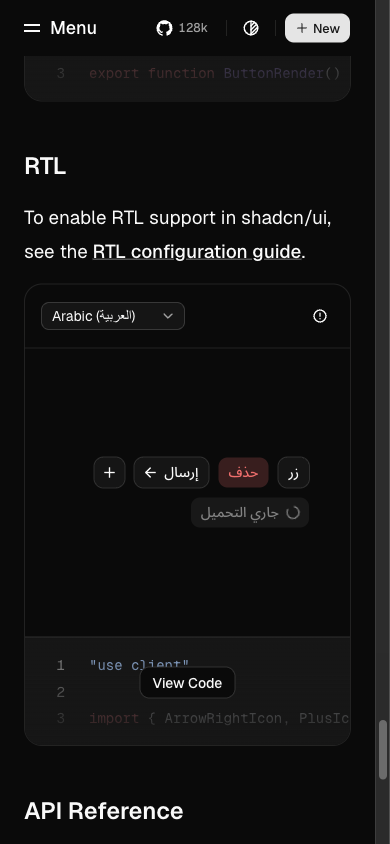 Menu 128k + New
3 export function ButtonRender()
RTL
To enable RTL support in shadcn/ui,
see the RTL configuration guide.
Arabic (العربية)
زر حذف إرسال ← +
جاري التحميل
1 "use client"
2
View Code
3 import { ArrowRightIcon, PlusIc
API Reference